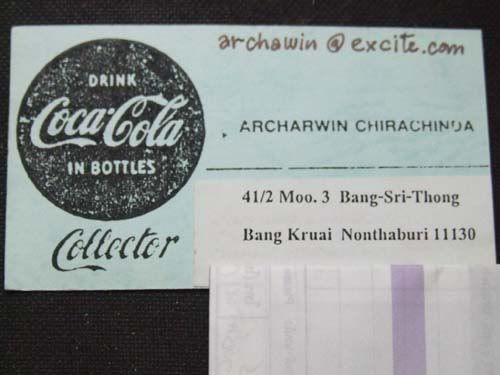 archawin @ excite.com
DRINK
Coca-Cola
IN BOTTLES
Collector
ARCHARWIN CHIRACHINDA
41/2 Moo. 3 Bang-Sri-Thong
Bang Kruai Nonthaburi 11130